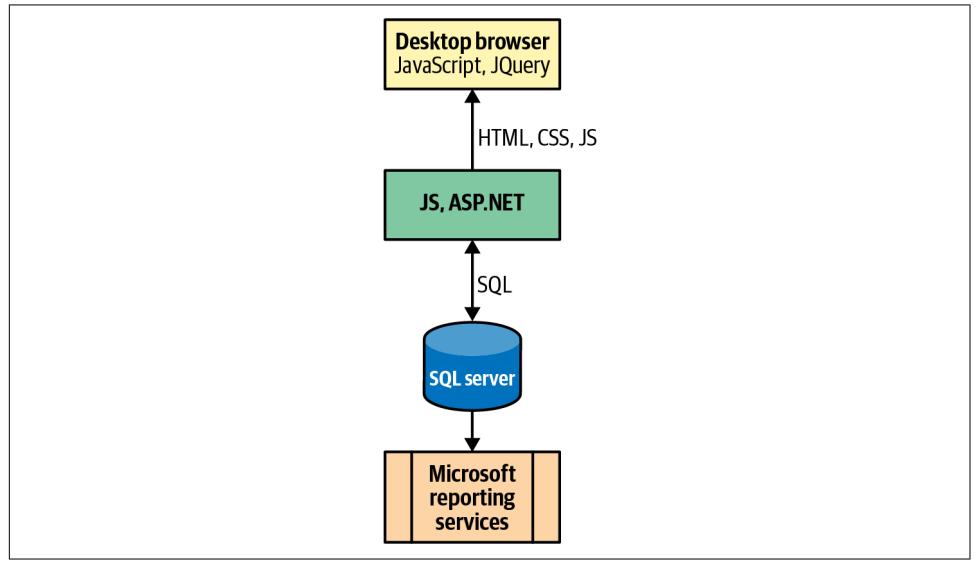 Desktop browser
JavaScript, JQuery
HTML, CSS, JS
JS, ASP.NET
SQL
SQL server
Microsoft
reporting
services